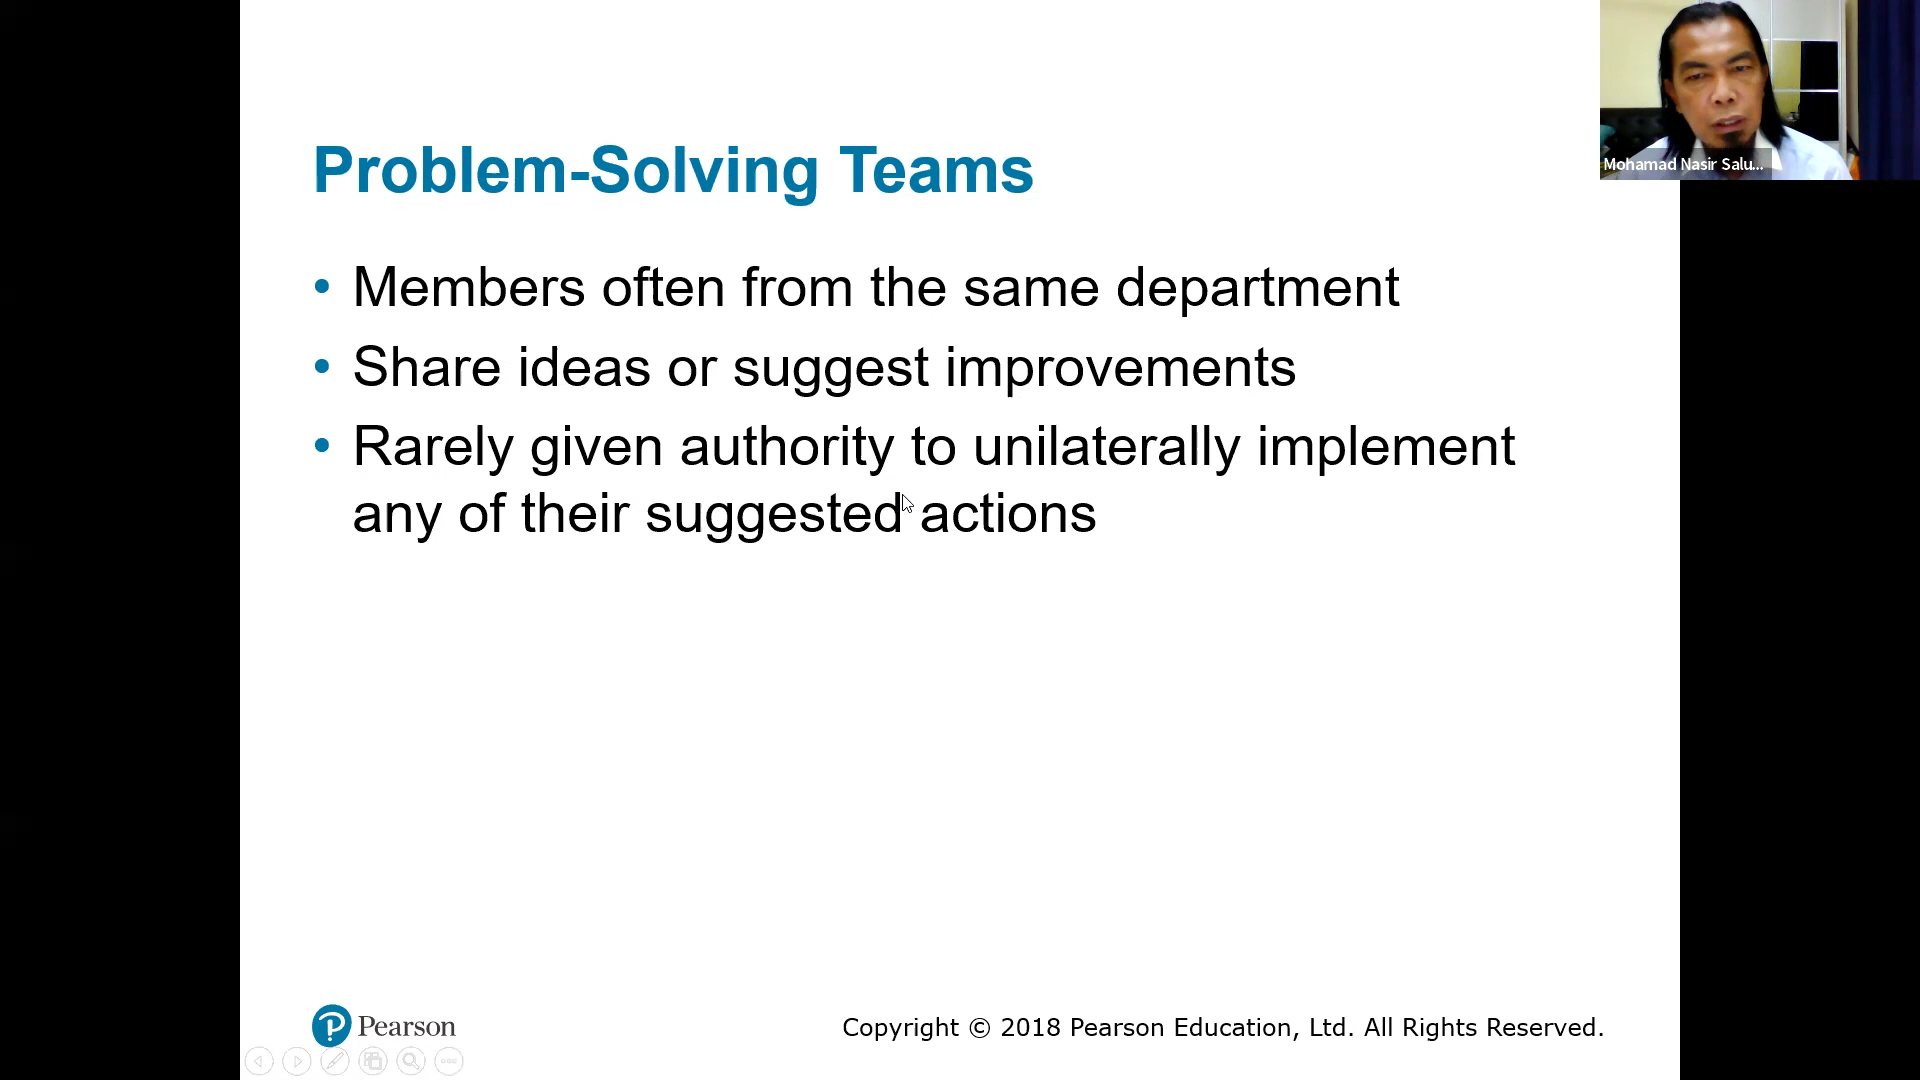 Problem-Solving Teams
• Members often from the same department
• Share ideas or suggest improvements
• Rarely given authority to unilaterally implement
any of their suggested actions
Mohamad Nasir Salu...
Pearson
Copyright © 2018 Pearson Education, Ltd. All Rights Reserved.